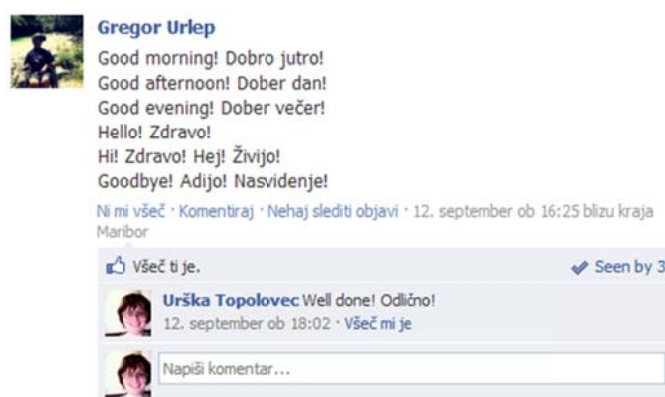 Gregor Urlep
Good morning! Dobro jutro!
Good afternoon! Dober dan!
Good evening! Dober večer!
Hello! Zdravo!
Hi! Zdravo! Hej! Živijo!
Goodbye! Adijo! Nasvidenje!
Ni mi všeč · Komentiraj · Nehaj slediti objavi · 12. september ob 16:25 blizu kraja
Maribor
Všeč ti je. Seen by 3
Urška Topolovec Well done! Odlično!
12. september ob 18:02 · Všeč mi je
Napiši komentar...